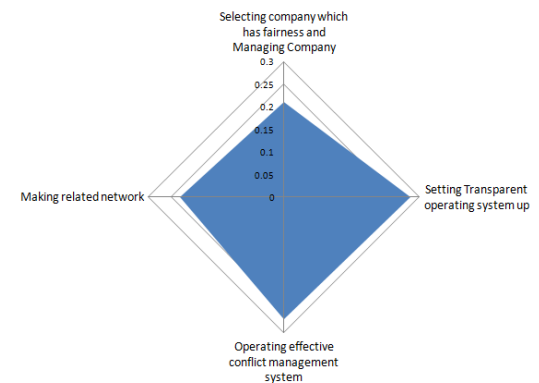 Selecting company which
has fairness and
Managing Company
0.3
0.25
0.2
0.15
0.1
0.05
0
Making related network
Setting Transparent
operating system up
Operating effective
conflict management
system